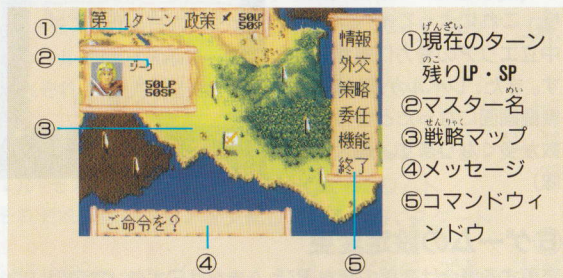 第 1ターン 政策 50LP
50SP
ジーク
50LP
50SP
情報
外交
策略
委任
機能
終了
ご命令を?
①
②
③
④
⑤
①現在のターン
げんざい
残りLP・SP
のこ
②マスター名
めい
③戦略マップ
せんりゃく
④メッセージ
⑤コマンドウィ
ンドウ